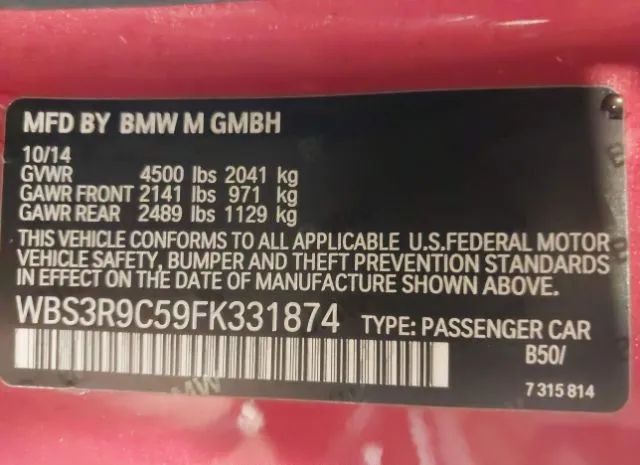 MFD BY BMW M GMBH
10/14
GVWR 4500 lbs 2041 kg
GAWR FRONT 2141 lbs 971 kg
GAWR REAR 2489 lbs 1129 kg
THIS VEHICLE CONFORMS TO ALL APPLICABLE U.S.FEDERAL MOTOR
VEHICLE SAFETY, BUMPER AND THEFT PREVENTION STANDARDS
IN EFFECT ON THE DATE OF MANUFACTURE SHOWN ABOVE.
WBS3R9C59FK331874 TYPE: PASSENGER CAR
B50/
7 315 814